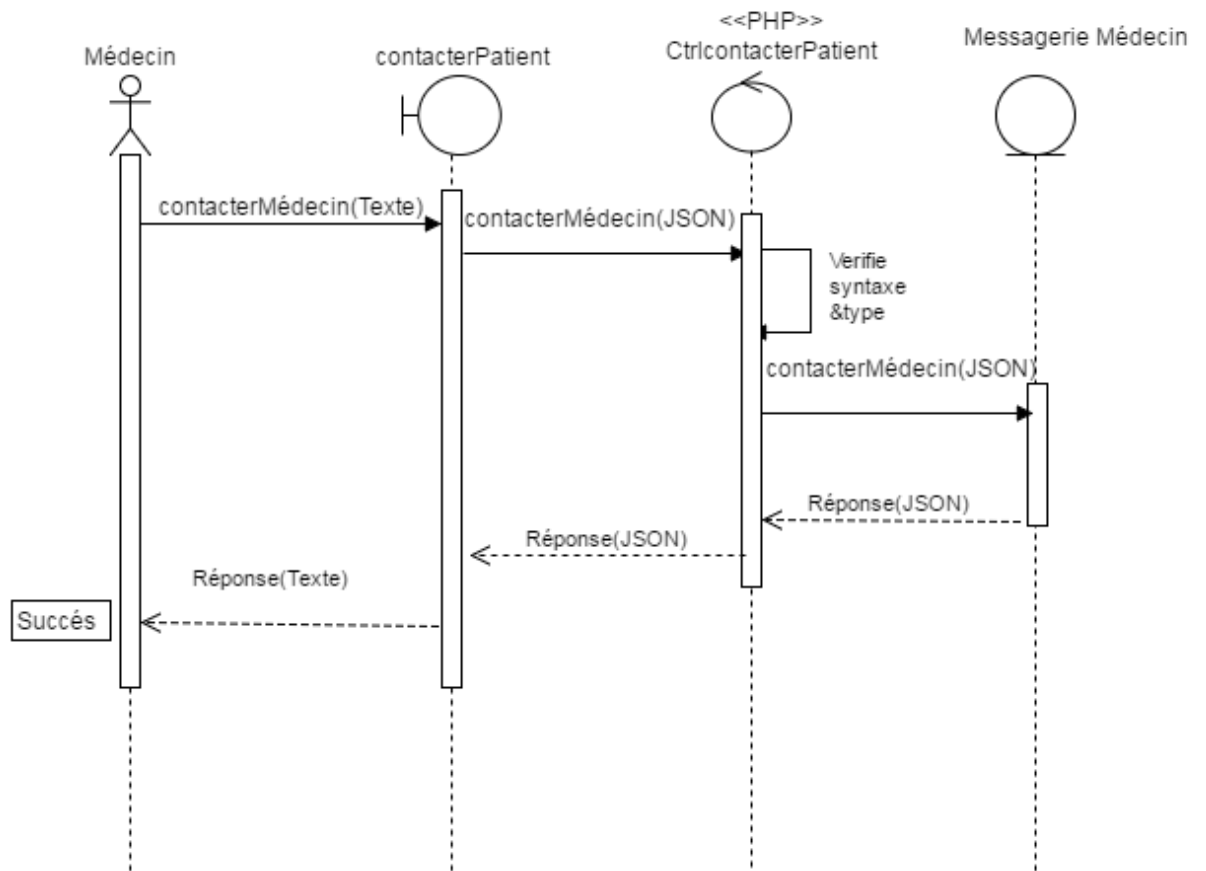 <<PHP>>
Médecin
contacterPatient
CtrlcontacterPatient
Messagerie Médecin
contacterMédecin(Texte)
contacterMédecin(JSON)
Verifie
syntaxe
&type
contacterMédecin(JSON)
Réponse(JSON)
Réponse(JSON)
Réponse(Texte)
Succés